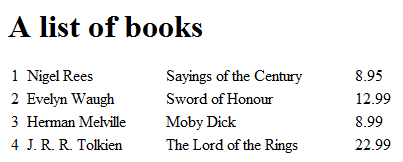 A list of books
1 Nigel Rees Sayings of the Century 8.95
2 Evelyn Waugh Sword of Honour 12.99
3 Herman Melville Moby Dick 8.99
4 J. R. R. Tolkien The Lord of the Rings 22.99